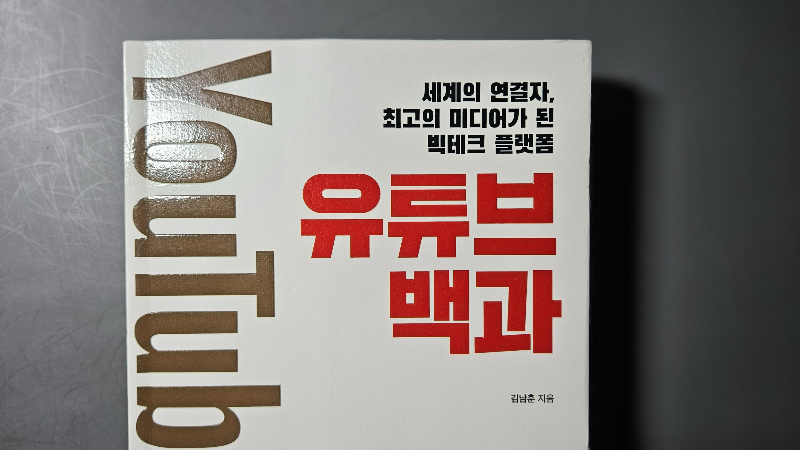 YouTub
세계의 연결자,
최고의 미디어가 된
빅테크 플랫폼
유튜브
백과
김남훈 지음